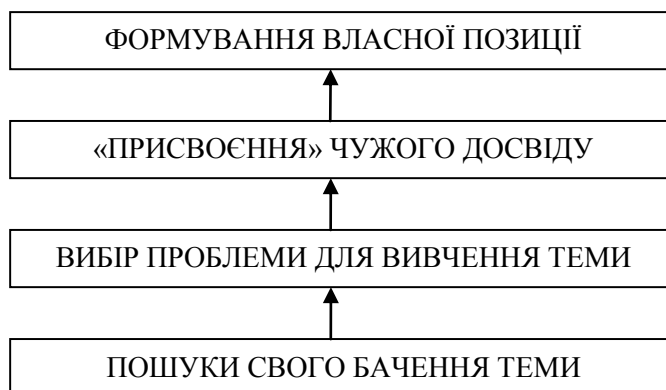 ФОРМУВАННЯ ВЛАСНОЇ ПОЗИЦІЇ
«ПРИСВОЄННЯ» ЧУЖОГО ДОСВІДУ
ВИБІР ПРОБЛЕМИ ДЛЯ ВИВЧЕННЯ ТЕМИ
ПОШУКИ СВОГО БАЧЕННЯ ТЕМИ